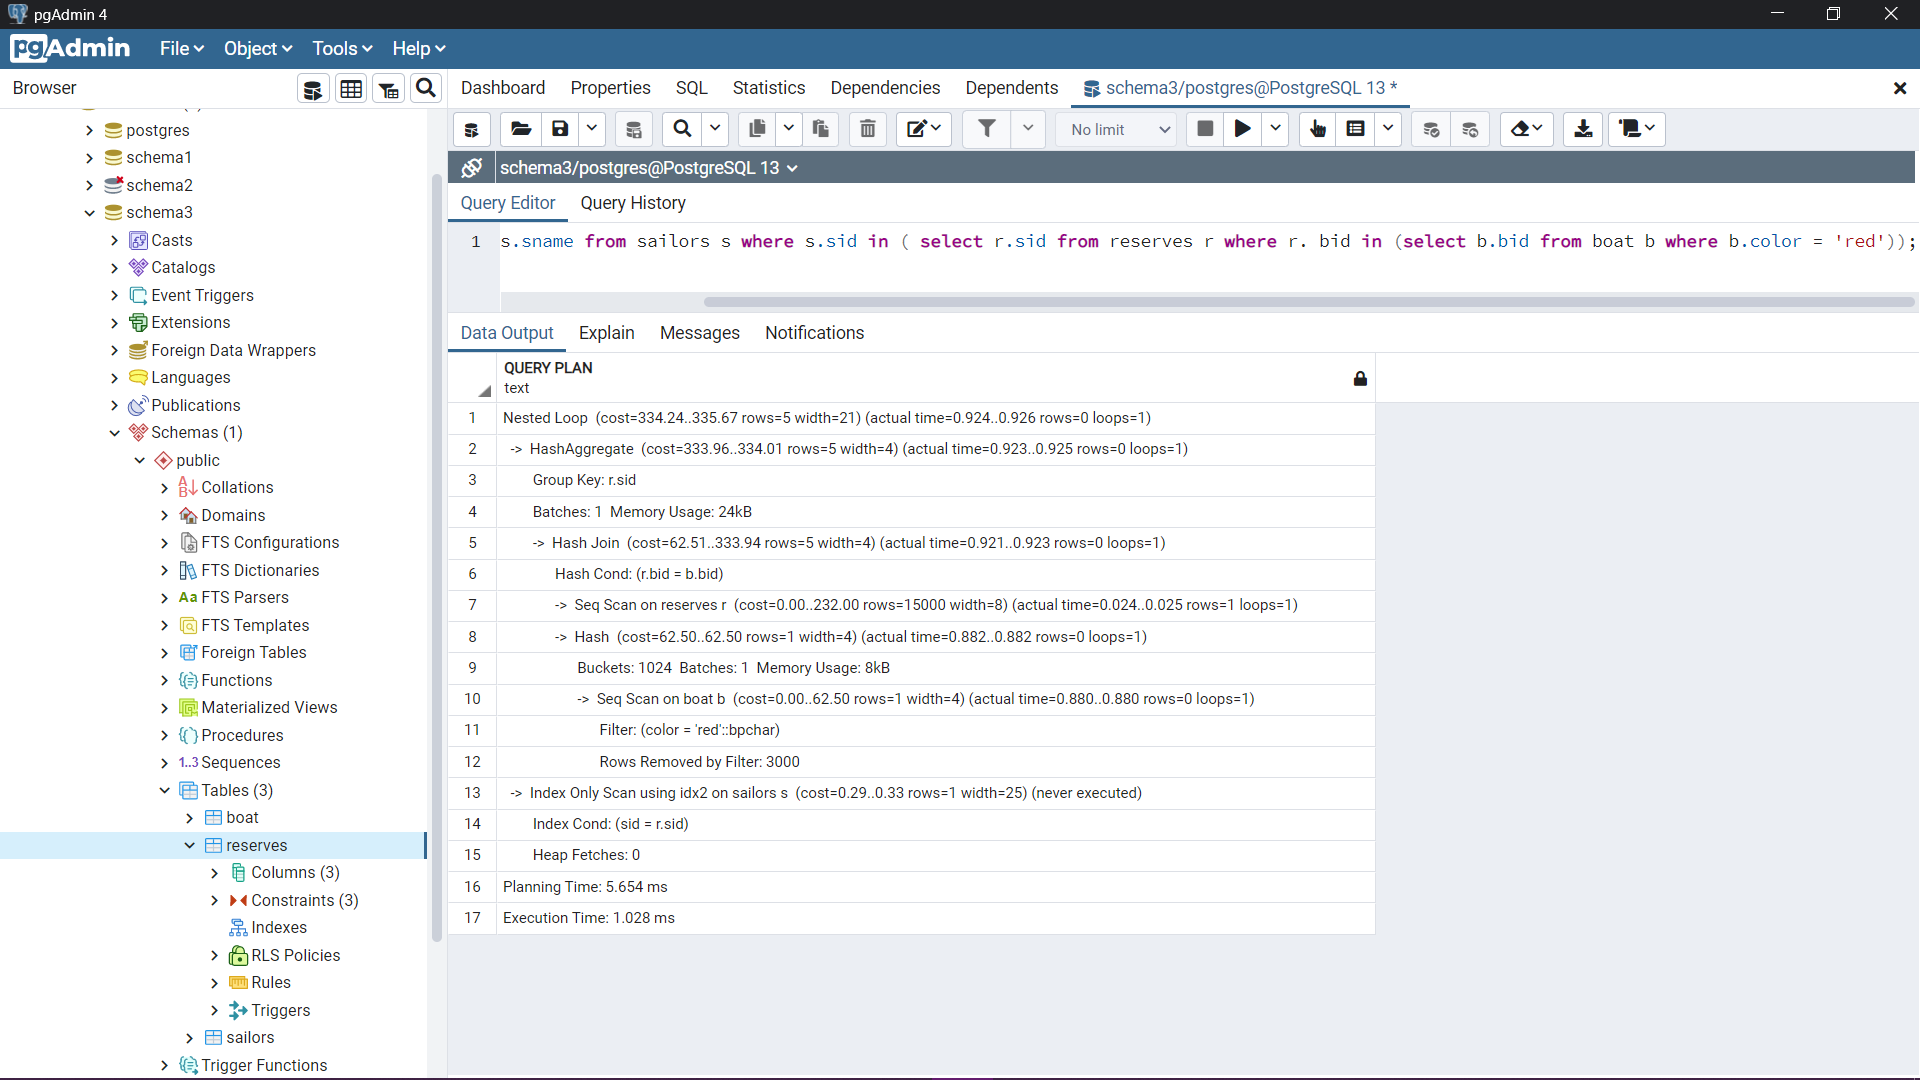 pgAdmin 4
pgAdmin File Object Tools Help
Browser
Dashboard Properties SQL Statistics Dependencies Dependents schema3/postgres@PostgreSQL 13 *
No limit
schema3/postgres@PostgreSQL 13
Query Editor Query History
1 s.sname from sailors s where s.sid in ( select r.sid from reserves r where r. bid in (select b.bid from boat b where b.color = 'red'));
Data Output Explain Messages Notifications
QUERY PLAN
text
1 Nested Loop (cost=334.24..335.67 rows=5 width=21) (actual time=0.924..0.926 rows=0 loops=1)
2 -> HashAggregate (cost=333.96..334.01 rows=5 width=4) (actual time=0.923..0.925 rows=0 loops=1)
3 Group Key: r.sid
4 Batches: 1 Memory Usage: 24kB
5 -> Hash Join (cost=62.51..333.94 rows=5 width=4) (actual time=0.921..0.923 rows=0 loops=1)
6 Hash Cond: (r.bid = b.bid)
7 -> Seq Scan on reserves r (cost=0.00..232.00 rows=15000 width=8) (actual time=0.024..0.025 rows=1 loops=1)
8 -> Hash (cost=62.50..62.50 rows=1 width=4) (actual time=0.882..0.882 rows=0 loops=1)
9 Buckets: 1024 Batches: 1 Memory Usage: 8kB
10 -> Seq Scan on boat b (cost=0.00..62.50 rows=1 width=4) (actual time=0.880..0.880 rows=0 loops=1)
11 Filter: (color = 'red'::bpchar)
12 Rows Removed by Filter: 3000
13 -> Index Only Scan using idx2 on sailors s (cost=0.29..0.33 rows=1 width=25) (never executed)
14 Index Cond: (sid = r.sid)
15 Heap Fetches: 0
16 Planning Time: 5.654 ms
17 Execution Time: 1.028 ms
postgres
schema1
schema2
schema3
Casts
Catalogs
Event Triggers
Extensions
Foreign Data Wrappers
Languages
Publications
Schemas (1)
public
Collations
Domains
FTS Configurations
FTS Dictionaries
Aa FTS Parsers
FTS Templates
Foreign Tables
Functions
Materialized Views
Procedures
1..3 Sequences
Tables (3)
boat
reserves
Columns (3)
Constraints (3)
Indexes
RLS Policies
Rules
Triggers
sailors
Trigger Functions